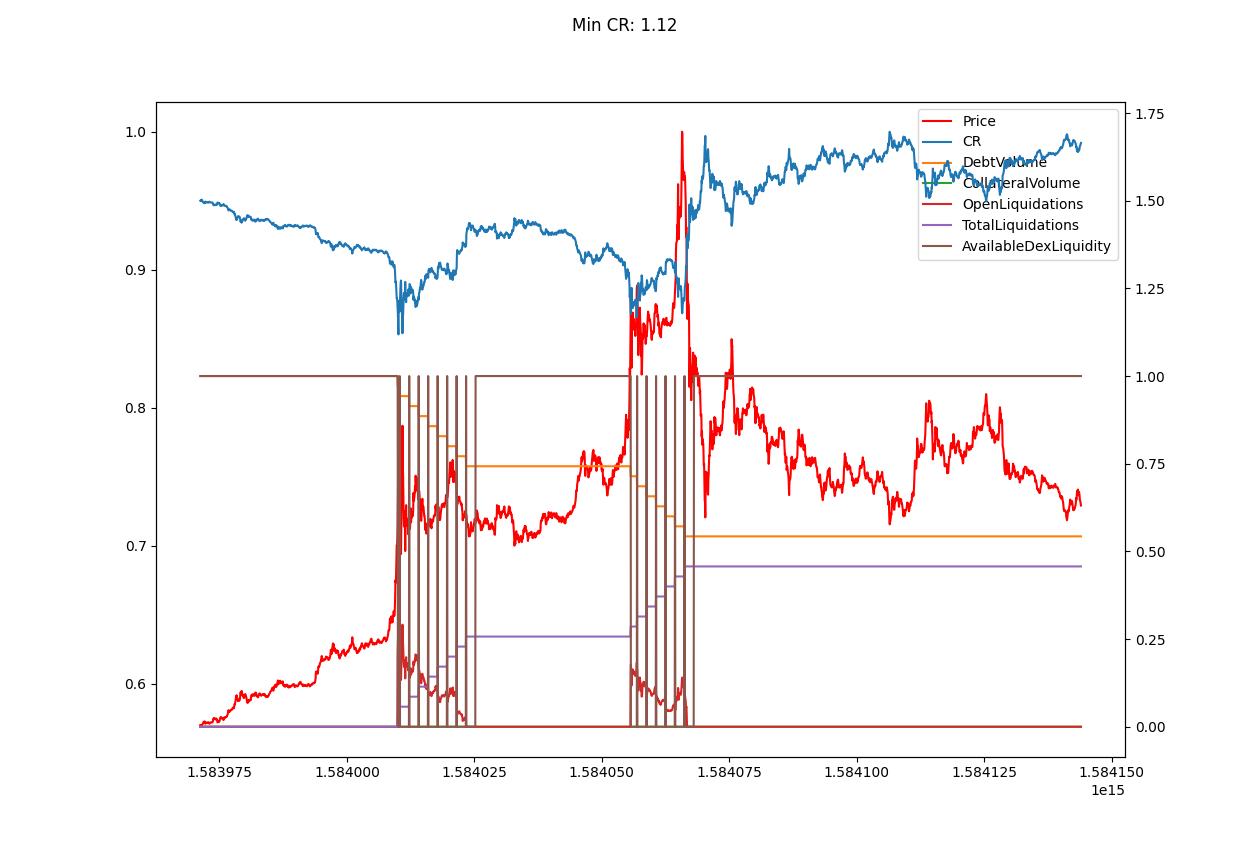 Min CR: 1.12
1.0
0.9
0.8
0.7
0.6
1.75
1.50
1.25
1.00
0.75
0.50
0.25
0.00
Price
CR
DebtVolume
CollateralVolume
OpenLiquidations
TotalLiquidations
AvailableDexLiquidity
1.583975 1.584000 1.584025 1.584050 1.584075 1.584100 1.584125 1.584150
1e15